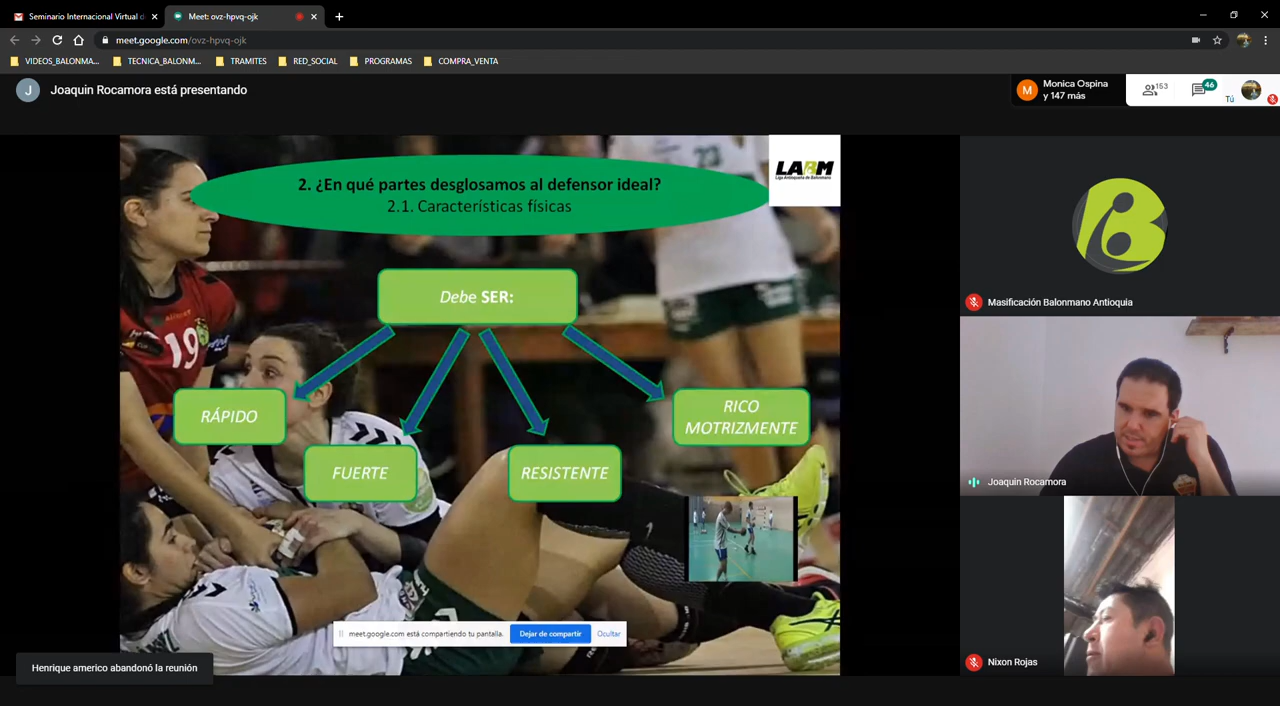 Seminario Internacional Virtual d
Meet: ovz-hpvq-ojk
meet.google.com/ovz-hpvq-ojk
VIDEOS_BALONMA...
TECNICA_BALONM...
TRAMITES
RED_SOCIAL
PROGRAMAS
COMPRA_VENTA
J
Joaquin Rocamora está presentando
M
Monica Ospina
y 147 más
153
46
Tú
2. ¿En qué partes desglosamos al defensor ideal?
2.1. Características físicas
LABM
Liga Antioqueña de Balonmano
23
Debe SER:
19
RÁPIDO
FUERTE
RESISTENTE
RICO
MOTRIZMENTE
meet.google.com está compartiendo tu pantalla.
Dejar de compartir
Ocultar
Henrique americo abandonó la reunión
B
Masificación Balonmano Antioquia
Joaquin Rocamora
Nixon Rojas